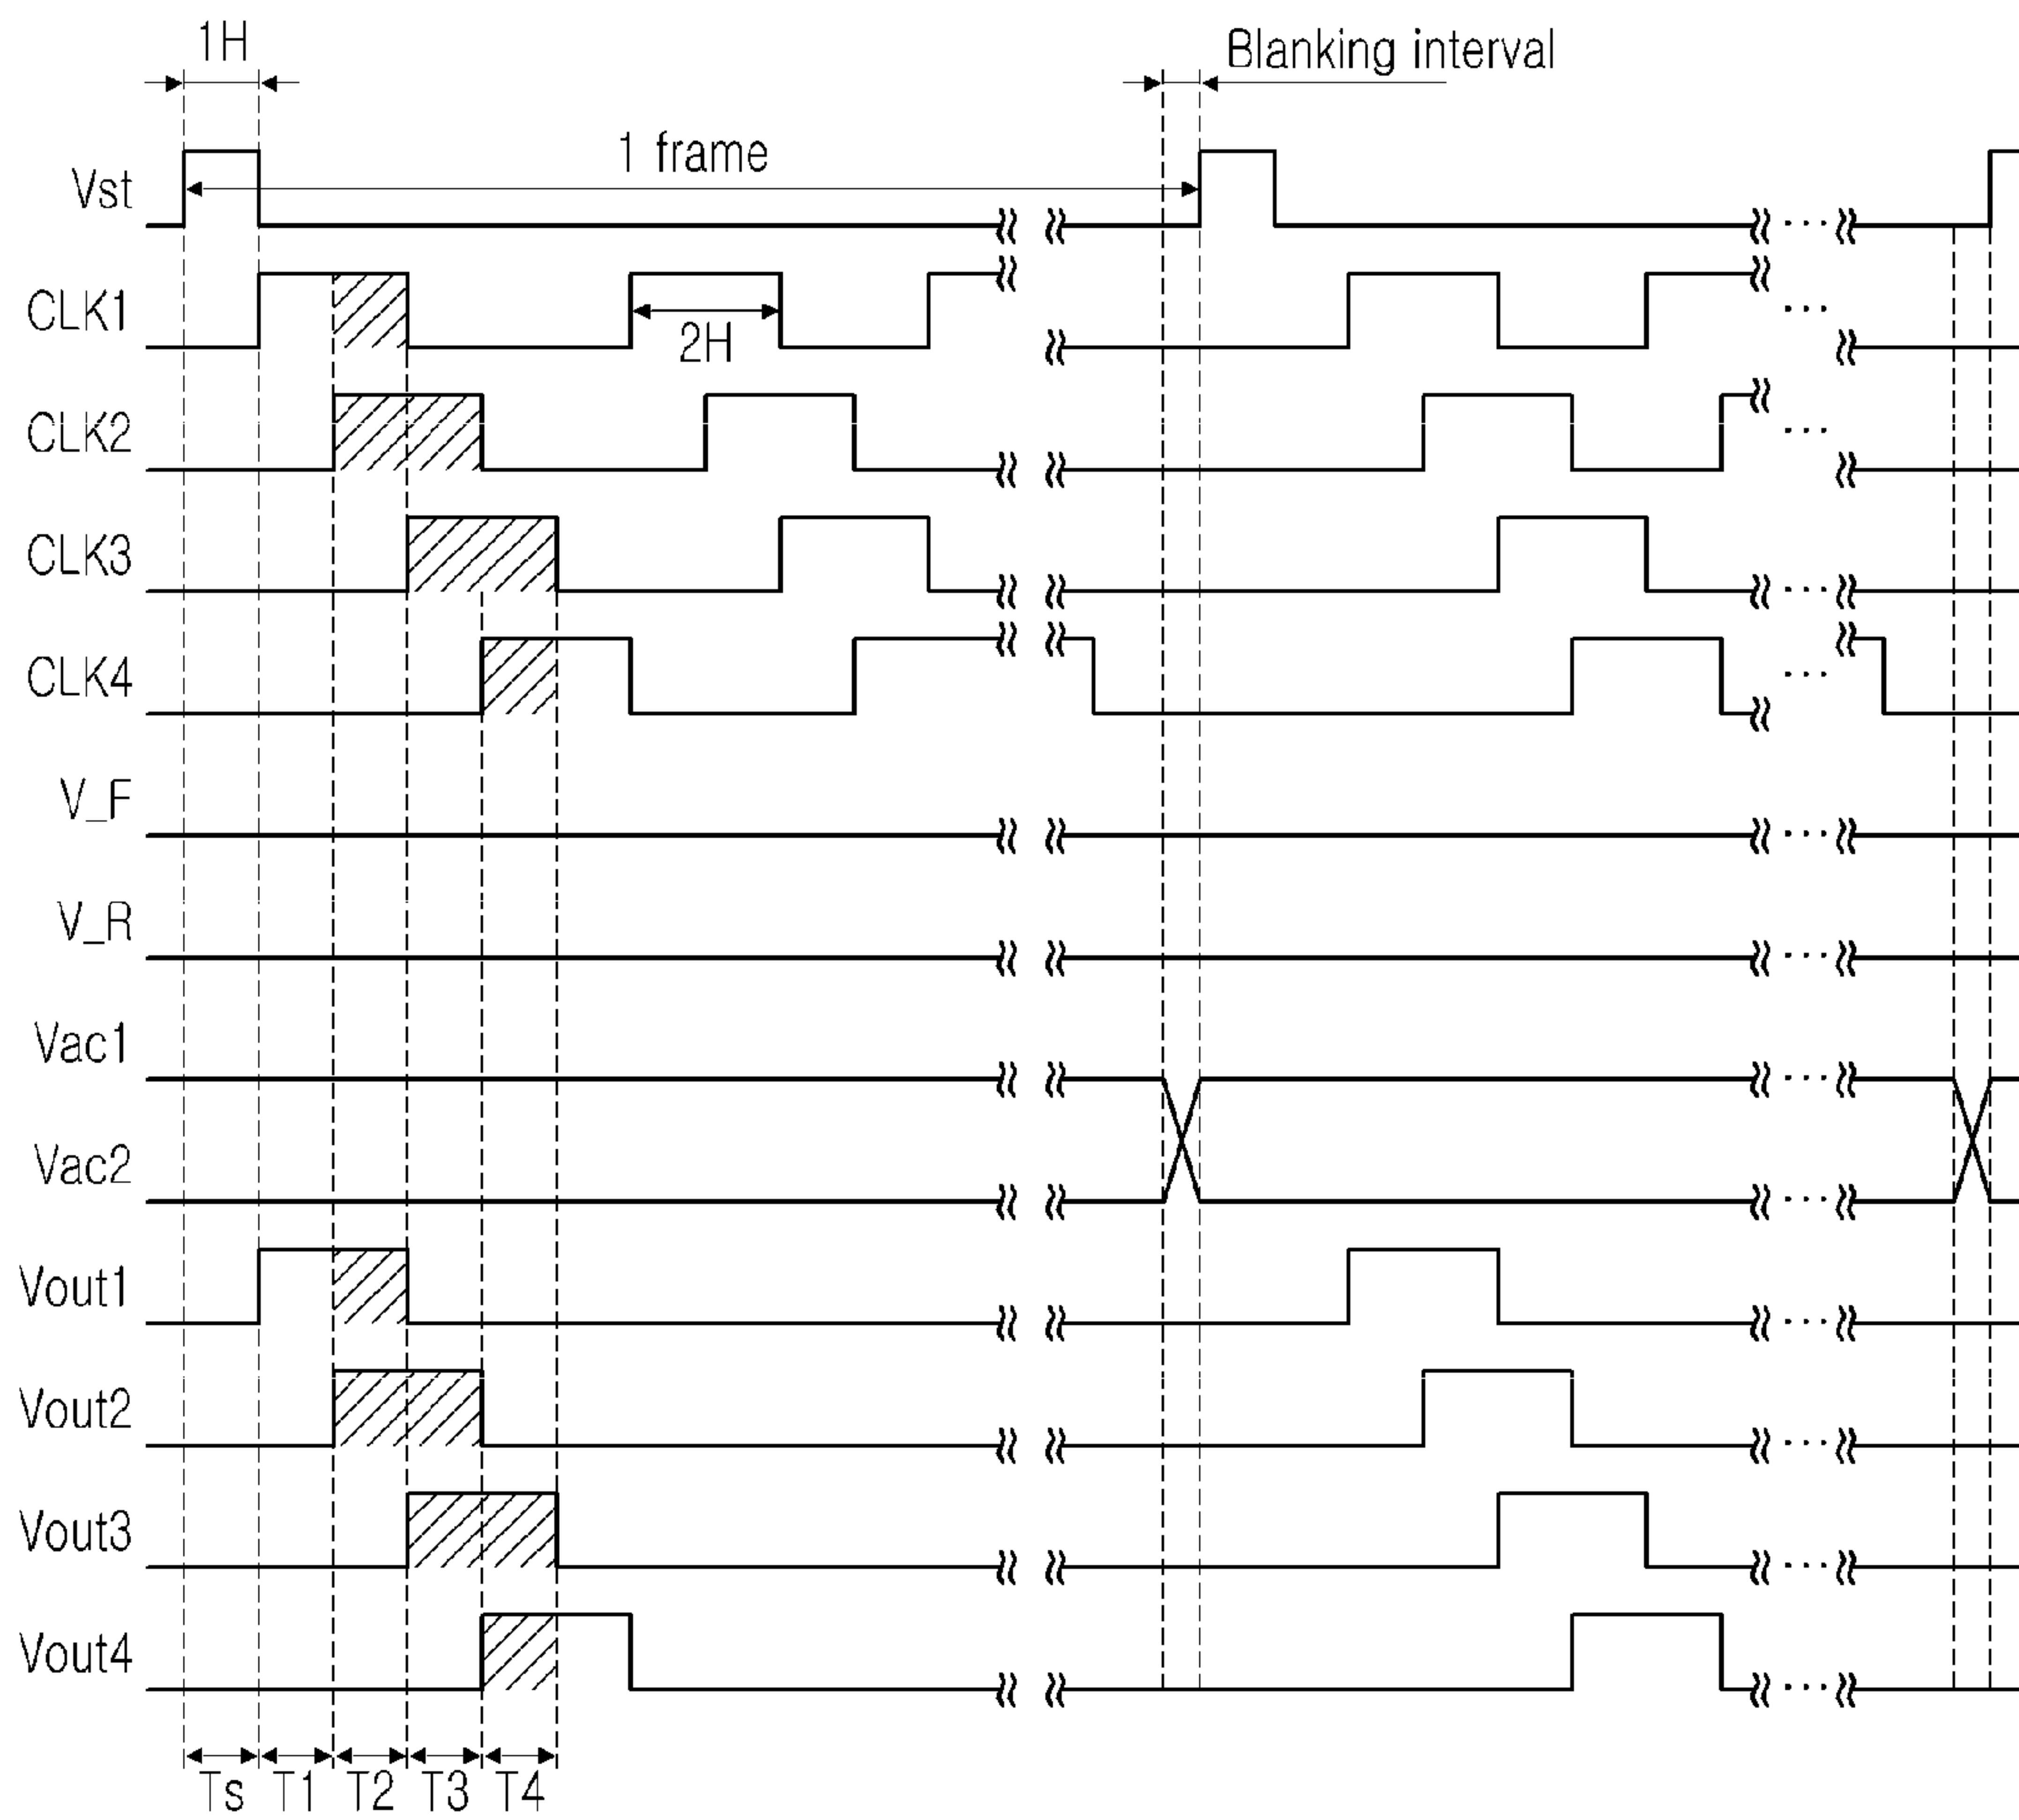 1H
Blanking interval
1 frame
Vst
CLK1
2H
CLK2
CLK3
CLK4
V_F
V_R
Vac1
Vac2
Vout1
Vout2
Vout3
Vout4
Ts T1 T2 T3 T4